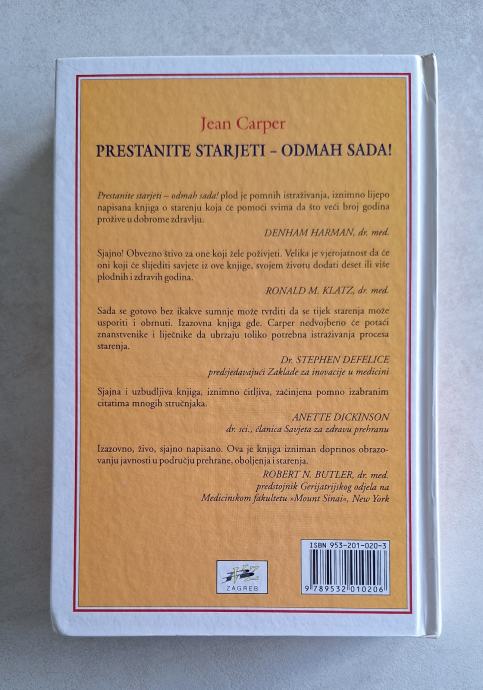 Jean Carper
PRESTANITE STARJETI – ODMAH SADA!
Prestanite starjeti – odmah sada! plod je pomnih istraživanja, iznimno lijepo
napisana knjiga o starenju koja će pomoći svima da što veći broj godina
prožive u dobrome zdravlju.
DENHAM HARMAN, dr. med.
Sjajno! Obvezno štivo za one koji žele poživjeti. Velika je vjerojatnost da će
oni koji će slijediti savjete iz ove knjige, svojem životu dodati deset ili više
plodnih i zdravih godina.
RONALD M. KLATZ, dr. med.
Sada se gotovo bez ikakve sumnje može tvrditi da se tijek starenja može
usporiti i obrnuti. Izazovna knjiga gđe. Carper nedvojbeno će potaći
znanstvenike i liječnike da ubrzaju toliko potrebna istraživanja procesa
starenja.
Dr. STEPHEN DEFELICE
predsjedavajući Zaklade za inovacije u medicini
Sjajna i uzbudljiva knjiga, iznimno čitljiva, začinjena pomno izabranim
citatima mnogih stručnjaka.
ANETTE DICKINSON
dr. sci., članica Savjeta za zdravu prehranu
Izazovno, živo, sjajno napisano. Ova je knjiga izniman doprinos obrazo-
vanju javnosti u području prehrane, oboljenja i starenja.
ROBERT N. BUTLER, dr. med.
predstojnik Gerijatrijskog odjela na
Medicinskom fakultetu »Mount Sinai«, New York
ISBN 953-201-020-3
9 789532 010206
ZAGREB